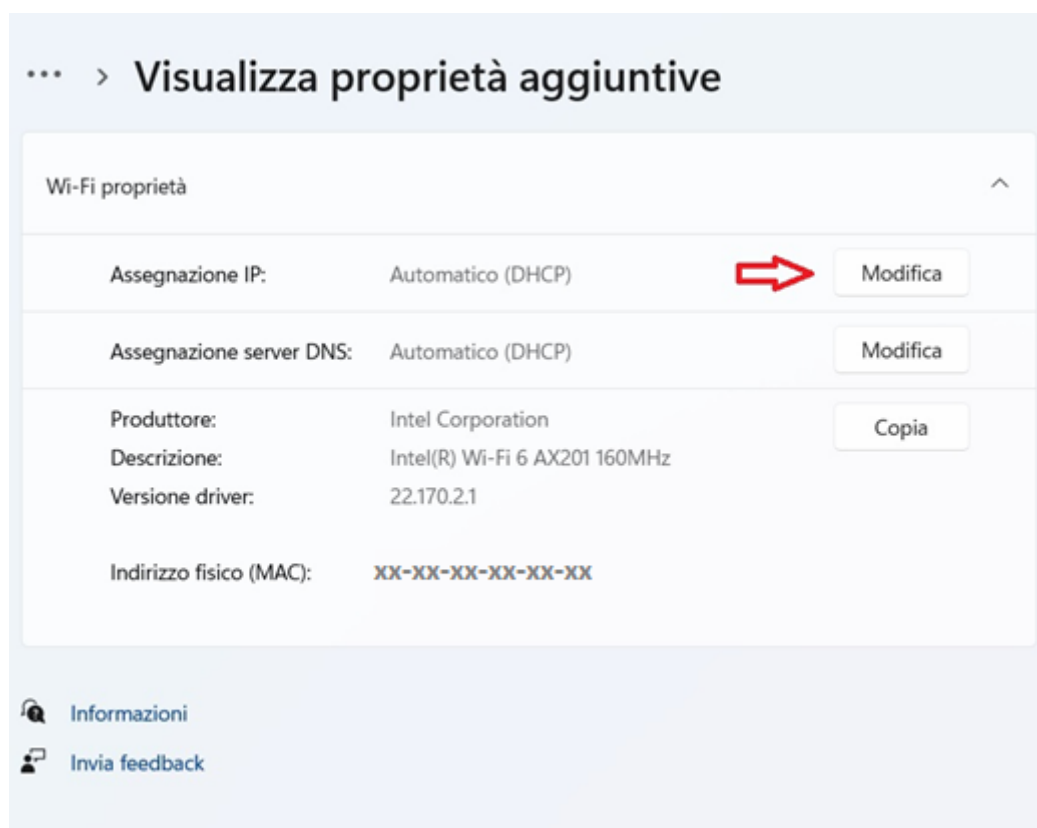 ... > Visualizza proprietà aggiuntive
Wi-Fi proprietà
Assegnazione IP: Automatico (DHCP) Modifica
Assegnazione server DNS: Automatico (DHCP) Modifica
Produttore: Intel Corporation Copia
Descrizione: Intel(R) Wi-Fi 6 AX201 160MHz
Versione driver: 22.170.2.1
Indirizzo fisico (MAC): xx-xx-xx-xx-xx-xx
Informazioni
Invia feedback